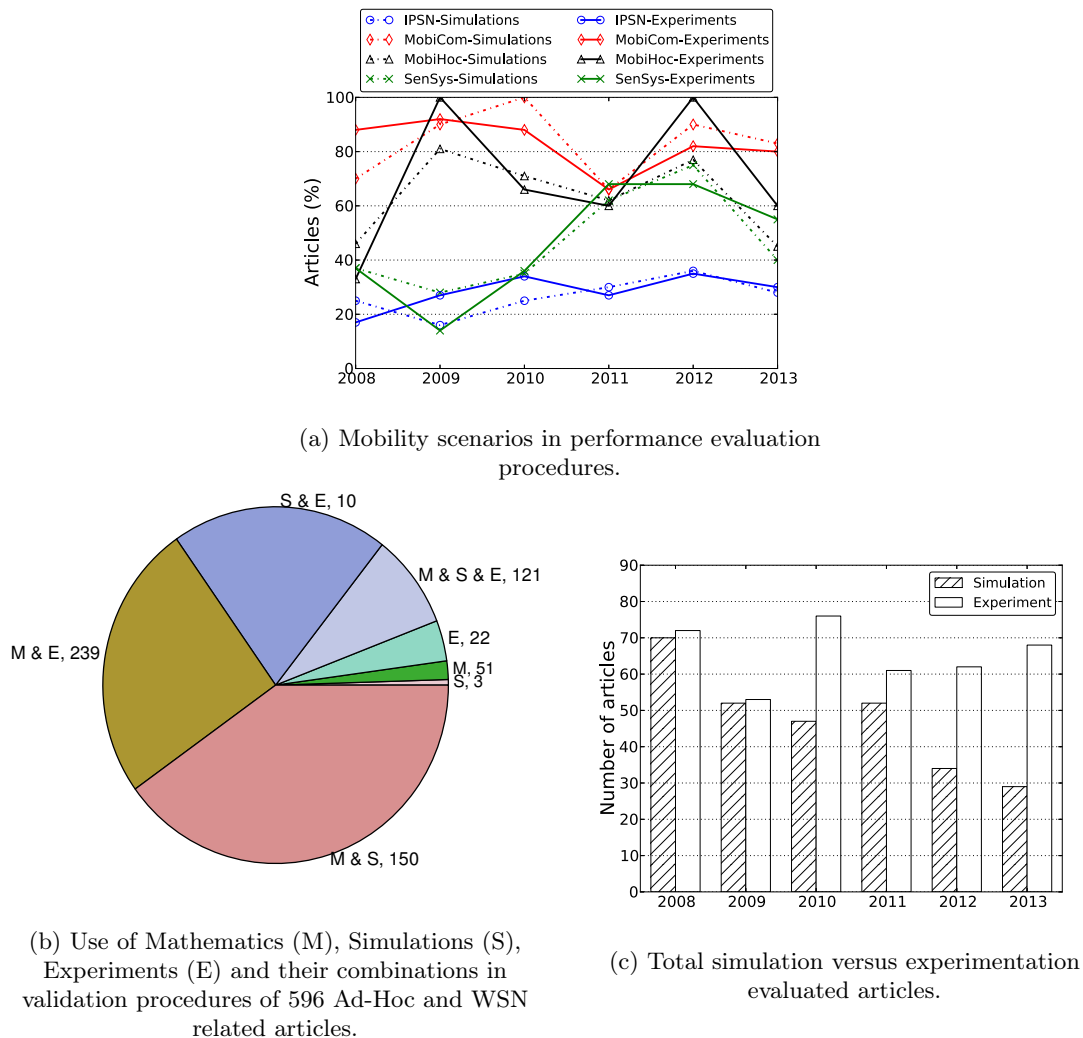 IPSN-Simulations IPSN-Experiments
MobiCom-Simulations MobiCom-Experiments
MobiHoc-Simulations MobiHoc-Experiments
SenSys-Simulations SenSys-Experiments
100
80
60
40
20
0
Articles (%)
2008 2009 2010 2011 2012 2013
(a) Mobility scenarios in performance evaluation
procedures.
S & E, 10
M & S & E, 121
E, 22
M, 51
S, 3
M & E, 239
M & S, 150
(b) Use of Mathematics (M), Simulations (S),
Experiments (E) and their combinations in
validation procedures of 596 Ad-Hoc and WSN
related articles.
90
80
70
60
50
40
30
20
10
0
Number of articles
Simulation
Experiment
2008 2009 2010 2011 2012 2013
(c) Total simulation versus experimentation
evaluated articles.